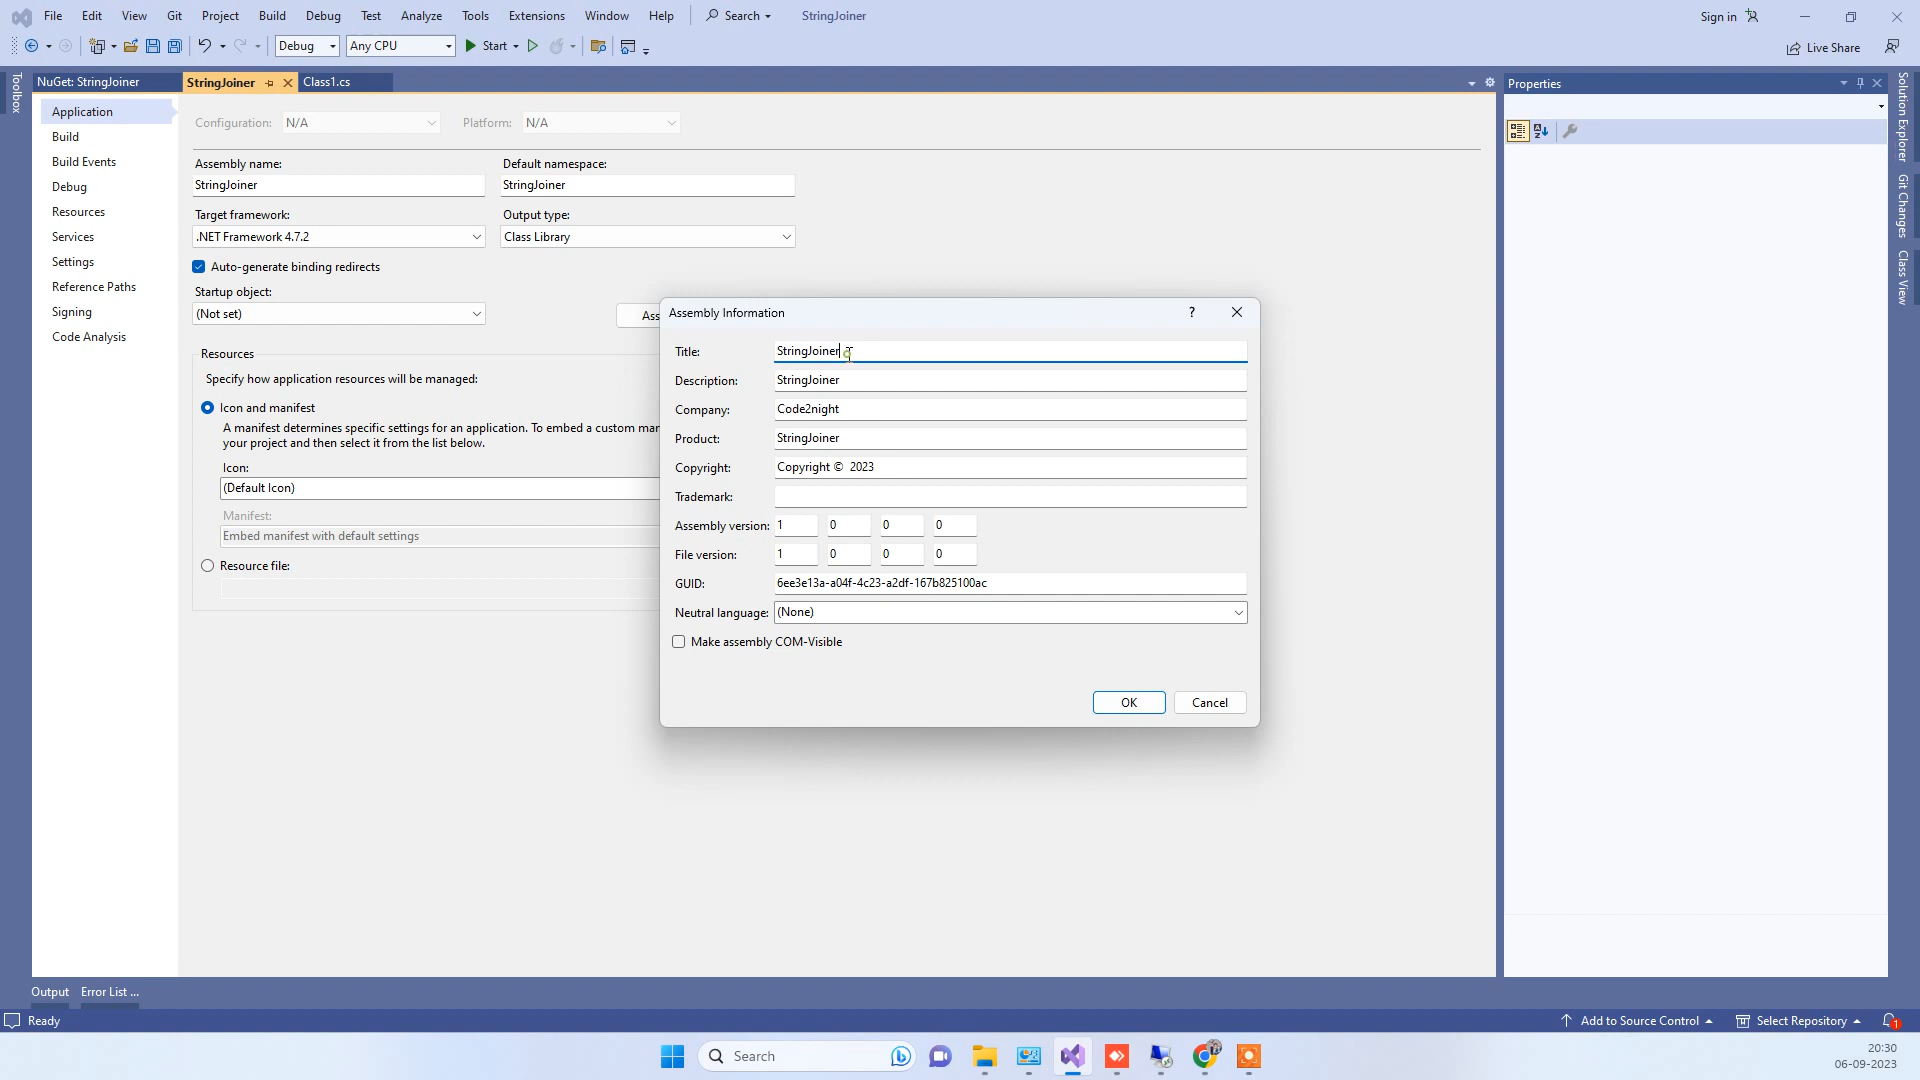 File Edit View Git Project Build Debug Test Analyze Tools Extensions Window Help Search StringJoiner Sign in
Debug Any CPU Start Live Share
NuGet: StringJoiner StringJoiner Class1.cs Properties
Toolbox
Solution Explorer
Git Changes
Class View
Application
Build
Build Events
Debug
Resources
Services
Settings
Reference Paths
Signing
Code Analysis
Configuration: N/A Platform: N/A
Assembly name: Default namespace:
StringJoiner StringJoiner
Target framework: Output type:
.NET Framework 4.7.2 Class Library
Auto-generate binding redirects
Startup object:
(Not set) Ass
Resources
Specify how application resources will be managed:
Icon and manifest
A manifest determines specific settings for an application. To embed a custom mar
your project and then select it from the list below.
Icon:
(Default Icon)
Manifest:
Embed manifest with default settings
Resource file:
Assembly Information ?
Title: StringJoiner
Description: StringJoiner
Company: Code2night
Product: StringJoiner
Copyright: Copyright © 2023
Trademark:
Assembly version: 1 0 0 0
File version: 1 0 0 0
GUID: 6ee3e13a-a04f-4c23-a2df-167b825100ac
Neutral language: (None)
Make assembly COM-Visible
OK Cancel
Output Error List ...
Ready Add to Source Control Select Repository 1
Search 20:30
06-09-2023